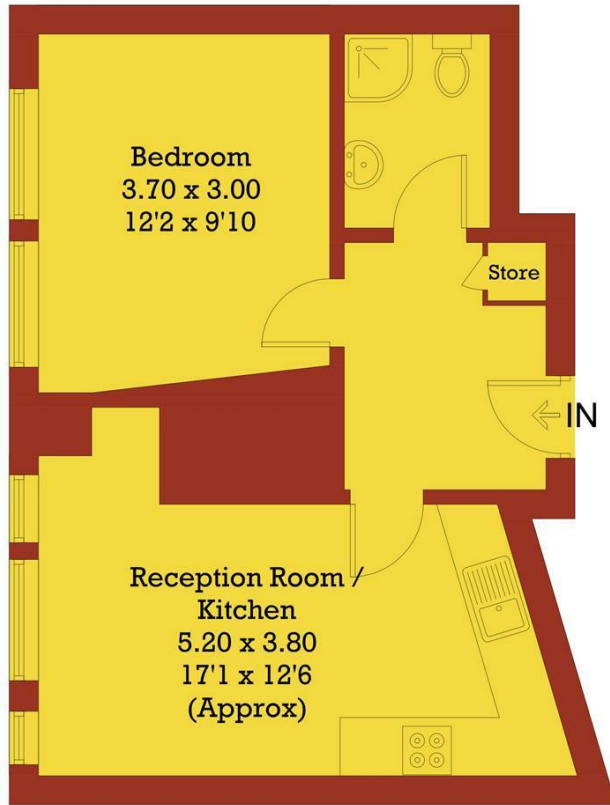 Bedroom
3.70 x 3.00
12'2 x 9'10
Store
IN
Reception Room /
Kitchen
5.20 x 3.80
17'1 x 12'6
(Approx)